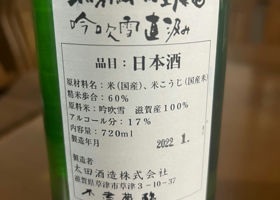 吟吹雪直汲み
品目：日本酒
原材料名：米（国産）、米こうじ（国産米
精米歩合：60％
原料米：吟吹雪　滋賀産100％
アルコール分：17％
内容量：720ml
製造年月　2022. 1.
製造者
太田酒造株式会社
滋賀県草津市草津3－10－37